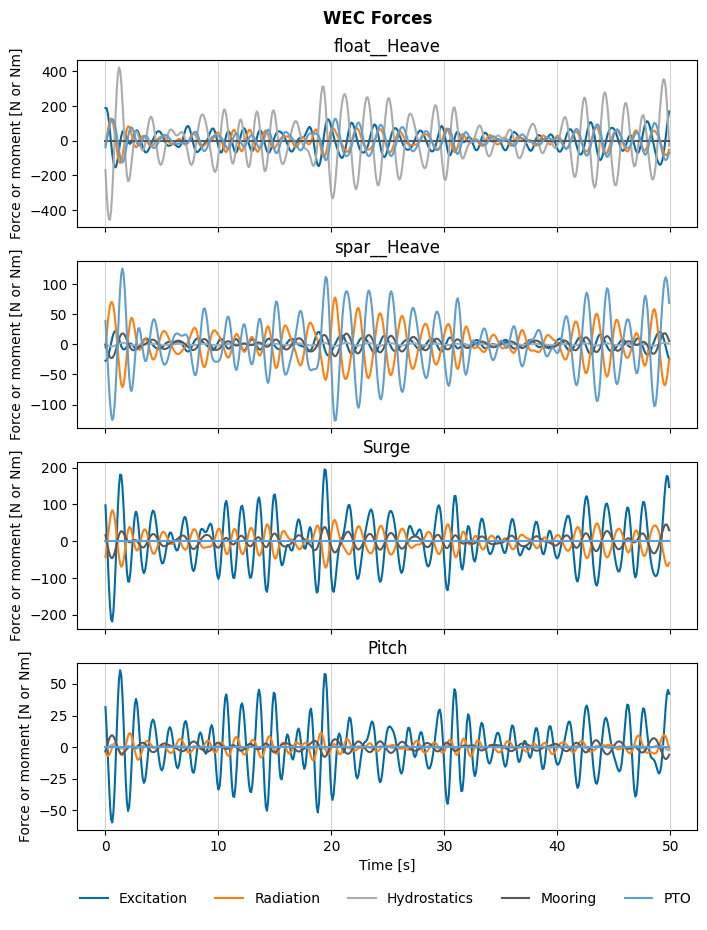 WEC Forces
float__Heave
Force or moment [N or Nm]
400
200
0
−200
−400
spar__Heave
Force or moment [N or Nm]
100
50
0
−50
−100
Surge
Force or moment [N or Nm]
200
100
0
−100
−200
Pitch
Force or moment [N or Nm]
50
25
0
−25
−50
0 10 20 30 40 50
Time [s]
Excitation Radiation Hydrostatics Mooring PTO